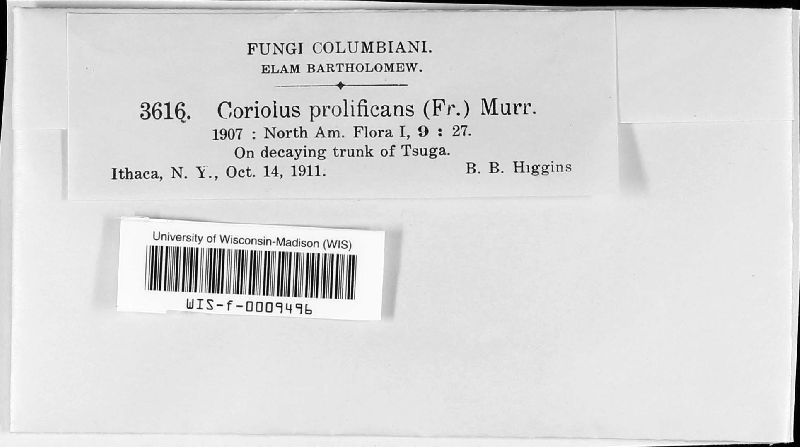 FUNGI COLUMBIANI.
ELAM BARTHOLOMEW.
3616. Coriolus prolificans (Fr.) Murr.
1907 : North Am. Flora I, 9 : 27.
On decaying trunk of Tsuga.
Ithaca, N. Y., Oct. 14, 1911. B. B. Higgins
University of Wisconsin-Madison (WIS)
WIS-f-0009496